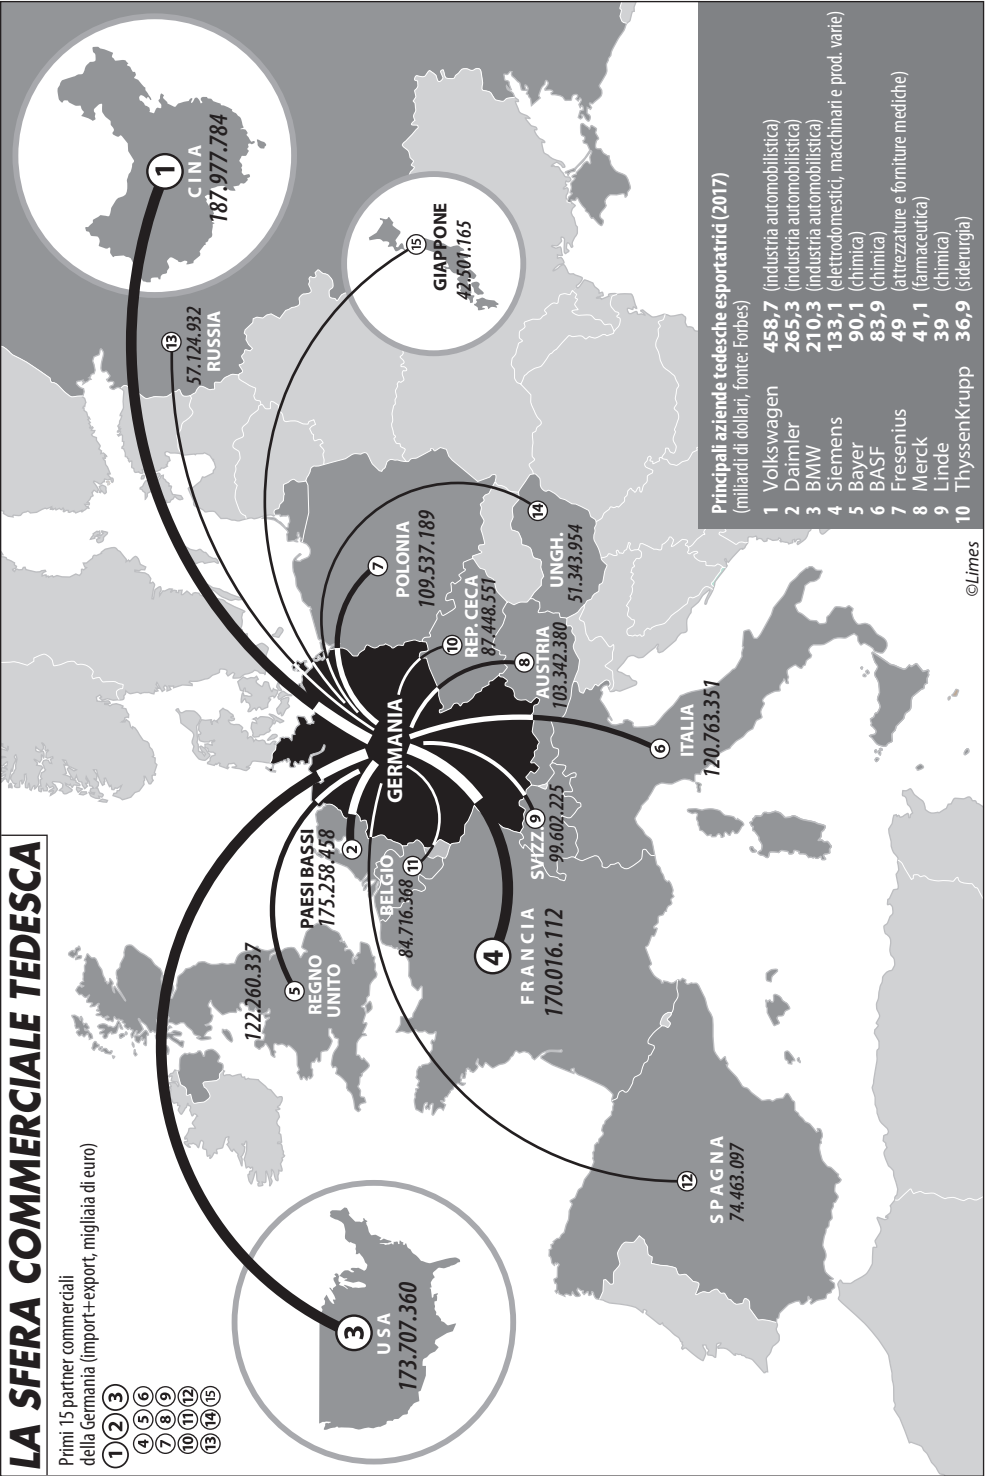 LA SFERA COMMERCIALE TEDESCA
Primi 15 partner commerciali
della Germania (import+export, migliaia di euro)
1 2 3
4 5 6
7 8 9
10 11 12
13 14 15
3
USA
173.707.360
1
CINA
187.977.784
13
57.124.932
RUSSIA
15
GIAPPONE
42.501.165
122.260.337
5
REGNO
UNITO
PAESI BASSI
175.258.458
2
BELGIO
11
84.716.368
GERMANIA
7
POLONIA
109.537.189
10
REP. CECA
87.448.551
14
UNGH.
51.343.954
8
AUSTRIA
103.342.380
4
FRANCIA
170.016.112
SVIZZ.
9
99.602.225
6
ITALIA
120.763.351
12
SPAGNA
74.463.097
Principali aziende tedesche esportatrici (2017)
(miliardi di dollari, fonte: Forbes)
1 Volkswagen 458,7 (industria automobilistica)
2 Daimler 265,3 (industria automobilistica)
3 BMW 210,3 (industria automobilistica)
4 Siemens 133,1 (elettrodomestici, macchinari e prod. varie)
5 Bayer 90,1 (chimica)
6 BASF 83,9 (chimica)
7 Fresenius 49 (attrezzature e forniture mediche)
8 Merck 41,1 (farmaceutica)
9 Linde 39 (chimica)
10 ThyssenKrupp 36,9 (siderurgia)
©Limes